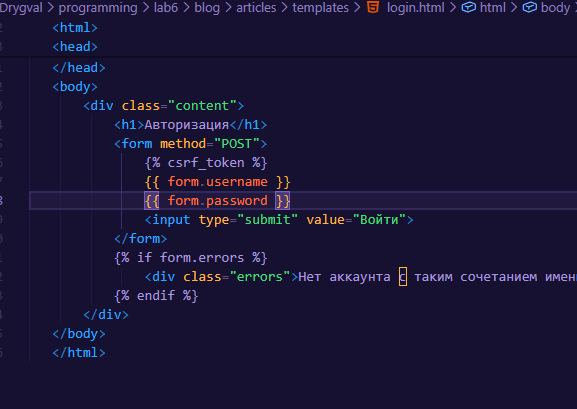 Drygval > programming > lab6 > blog > articles > templates > login.html > html > body
<html>
<head>
</head>
<body>
<div class="content">
<h1>Авторизация</h1>
<form method="POST">
{% csrf_token %}
{{ form.username }}
{{ form.password }}
<input type="submit" value="Войти">
</form>
{% if form.errors %}
<div class="errors">Нет аккаунта с таким сочетанием имен
{% endif %}
</div>
</body>
</html>